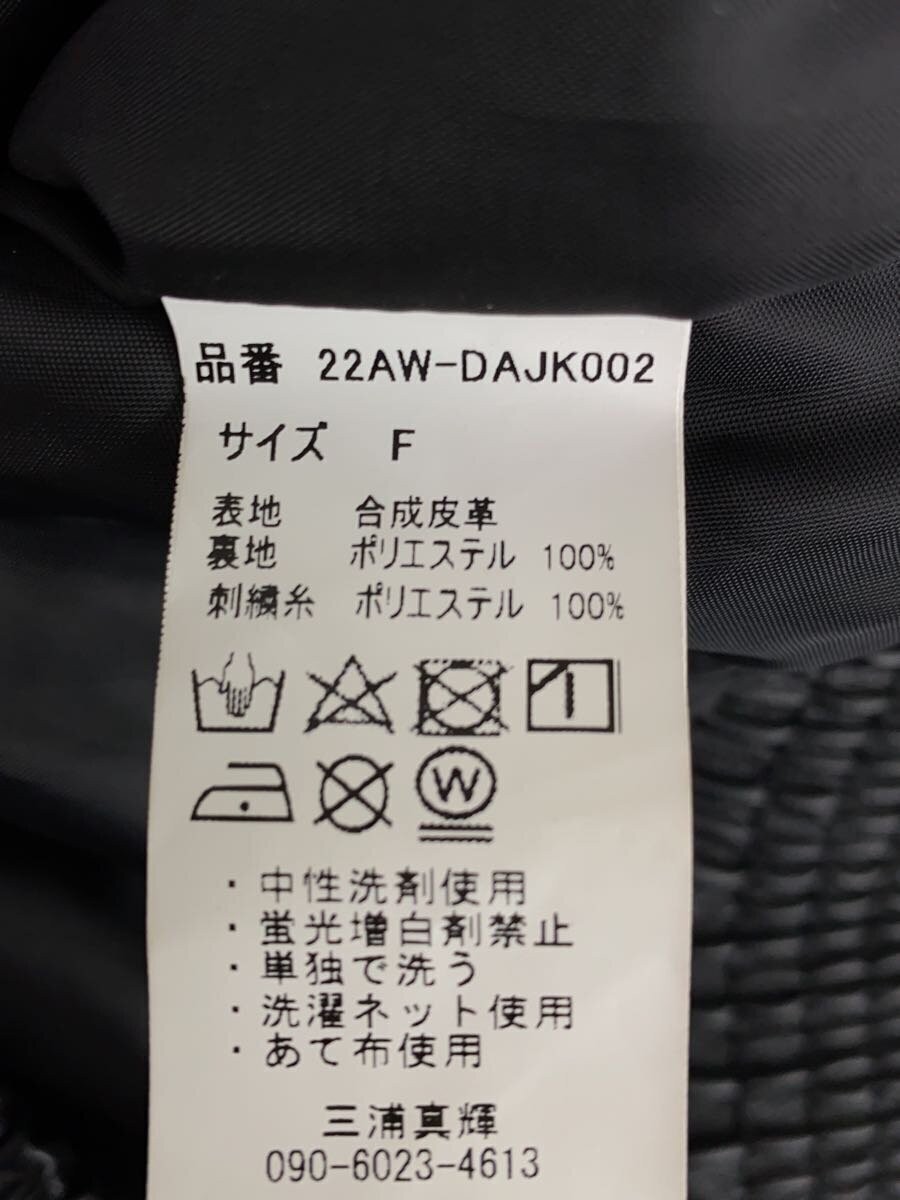 品番 22AW-DAJK002
サイズ F
表地 合成皮革
裏地 ポリエステル 100%
刺繍糸 ポリエステル 100%
W
・中性洗剤使用
・蛍光増白剤禁止
・単独で洗う
・洗濯ネット使用
・あて布使用
三浦真輝
090-6023-4613